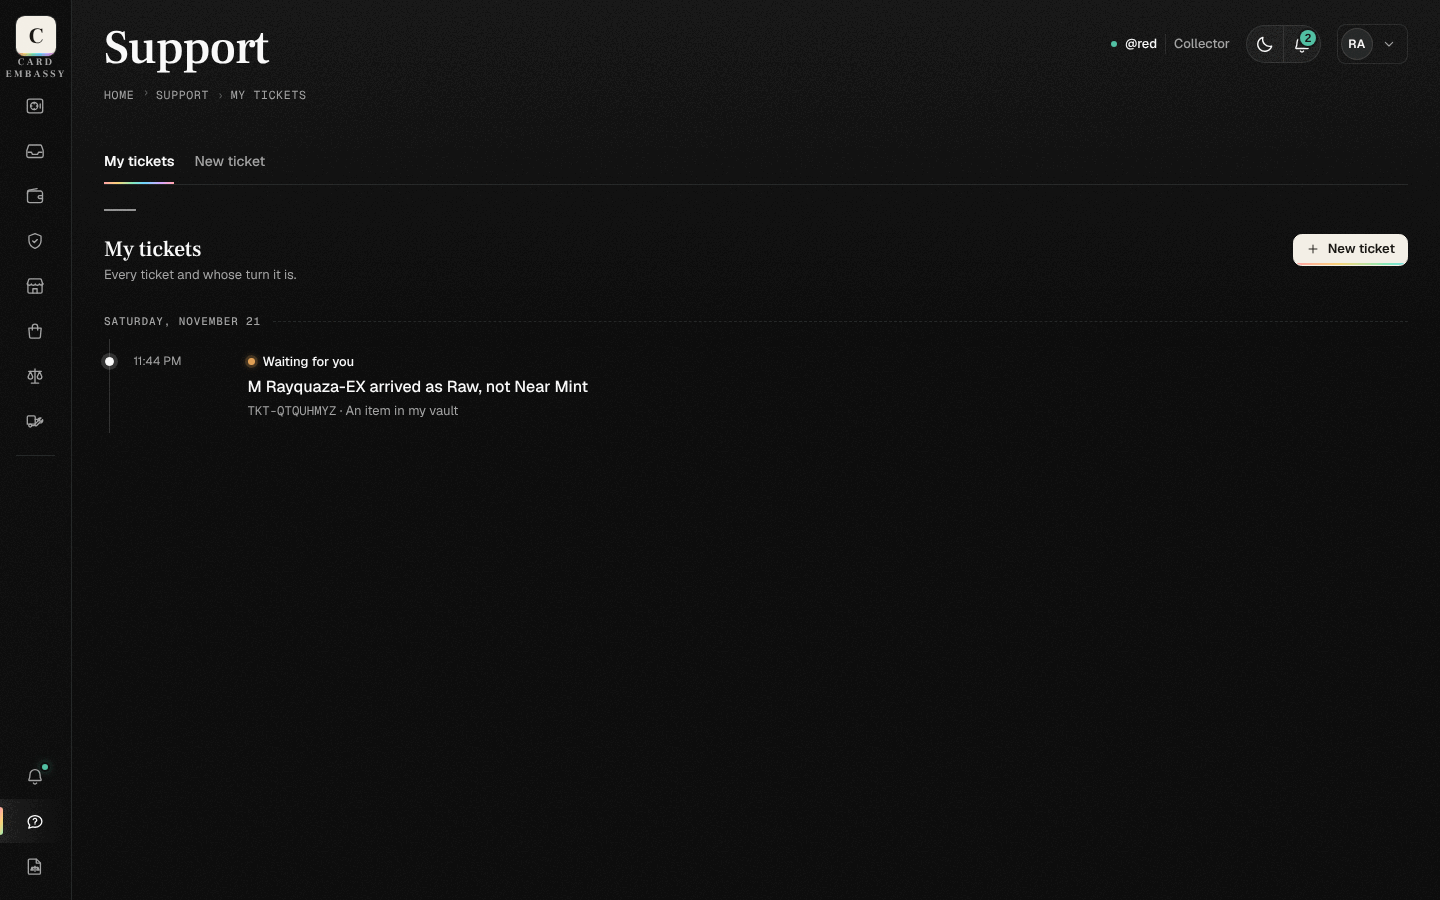 C
CARD
EMBASSY
Support
@red
Collector
2
RA
HOME › SUPPORT › MY TICKETS
My tickets
New ticket
My tickets
Every ticket and whose turn it is.
+ New ticket
SATURDAY, NOVEMBER 21
11:44 PM
Waiting for you
M Rayquaza-EX arrived as Raw, not Near Mint
TKT-QTQUHMYZ · An item in my vault